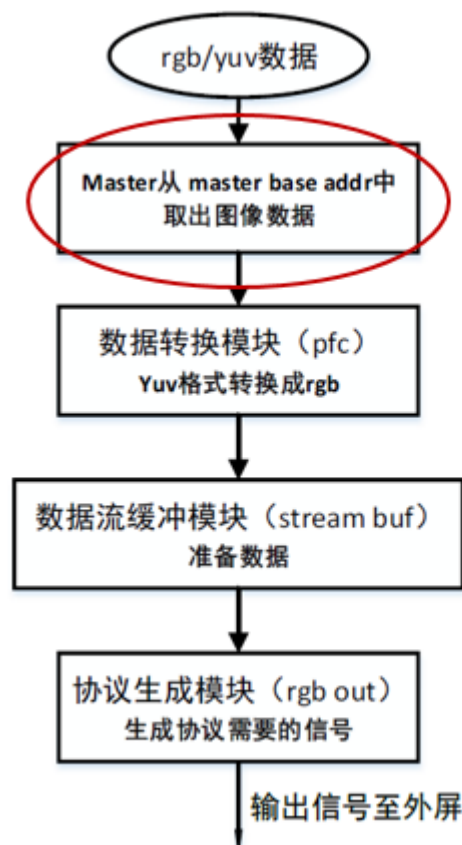 rgb/yuv数据
Master从 master base addr中
取出图像数据
数据转换模块（pfc）
Yuv格式转换成rgb
数据流缓冲模块（stream buf）
准备数据
协议生成模块（rgb out）
生成协议需要的信号
输出信号至外屏